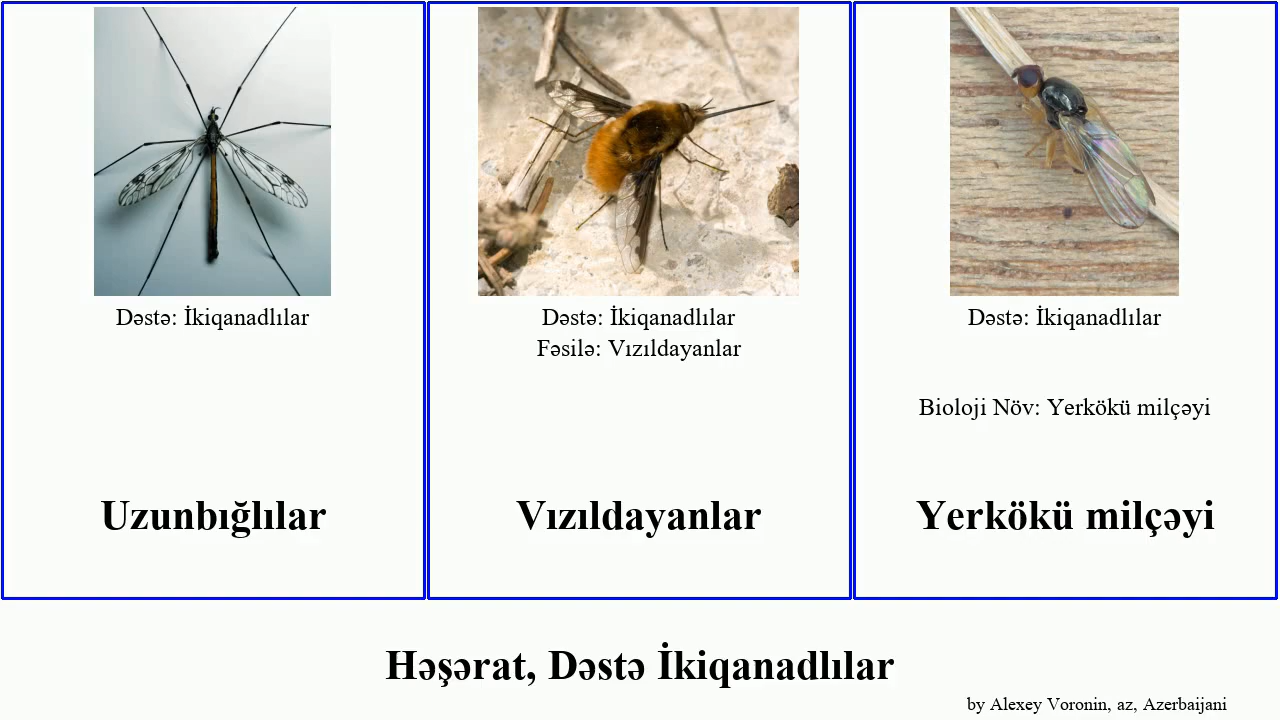 Dəstə: İkiqanadlılar
Uzunbığlılar
Dəstə: İkiqanadlılar
Fəsilə: Vızıldayanlar
Vızıldayanlar
Dəstə: İkiqanadlılar
Bioloji Növ: Yerkökü milçəyi
Yerkökü milçəyi
Həşərat, Dəstə İkiqanadlılar
by Alexey Voronin, az, Azerbaijani